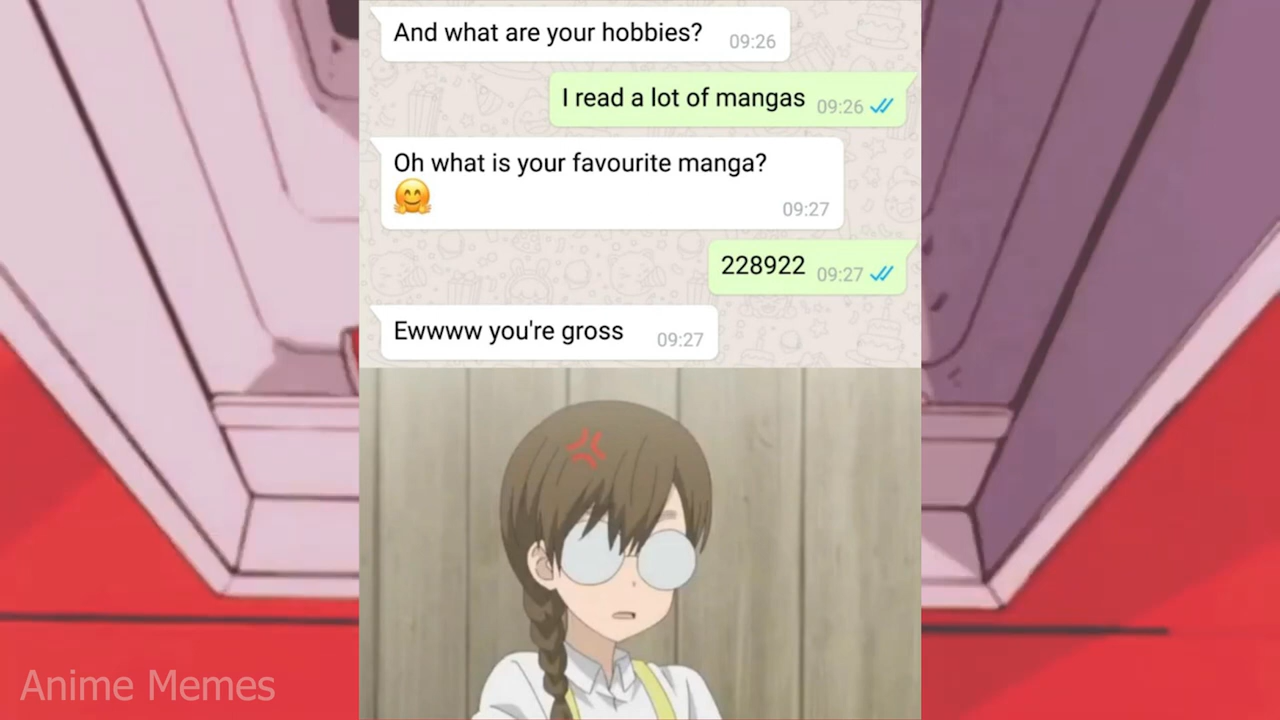 And what are your hobbies? 09:26
I read a lot of mangas 09:26
Oh what is your favourite manga?
🤗 09:27
228922 09:27
Ewwww you're gross 09:27
Anime Memes